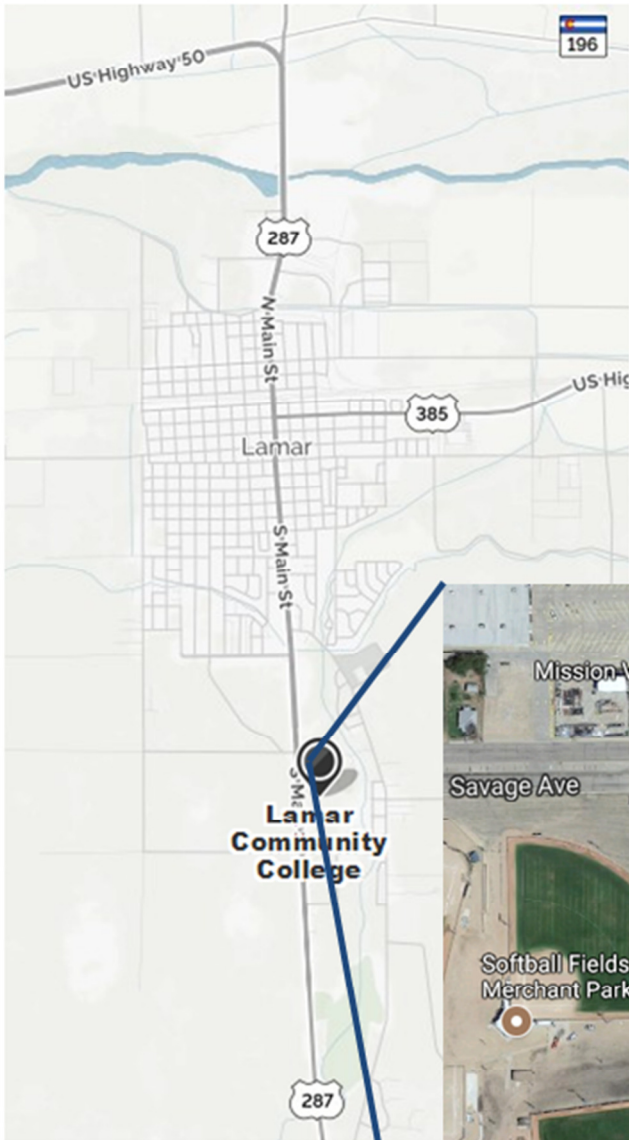 196
US Highway 50
287
N Main St
US Hig
385
Lamar
S Main St
Mission V
S Ma
Savage Ave
Lamar
Community
College
Softball Fields
Merchant Park
287